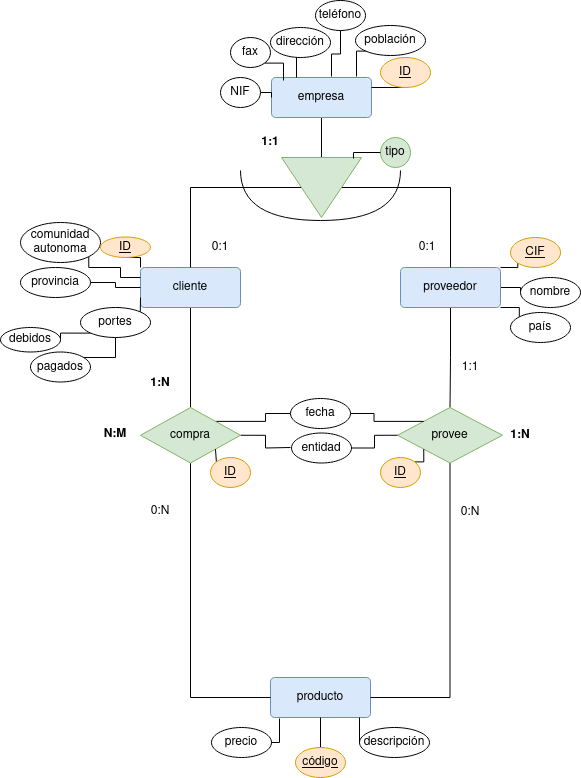 teléfono
dirección
población
fax
ID
NIF
empresa
1:1
tipo
comunidad
autonoma
ID
0:1
0:1
CIF
provincia
cliente
proveedor
nombre
portes
país
debidos
pagados
1:N
1:1
fecha
N:M
compra
provee
1:N
entidad
ID
ID
0:N
0:N
producto
precio
descripción
código